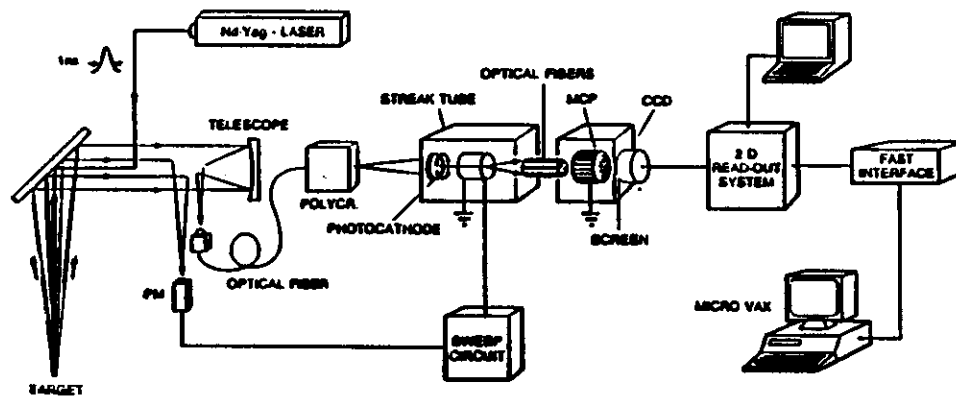 Nd-Yag - LASER
1ns
OPTICAL FIBERS
STREAK TUBE
MCP
CCD
TELESCOPE
2 D
READ-OUT
SYSTEM
FAST
INTERFACE
POLYCR.
PHOTOCATHODE
SCREEN
OPTICAL FIBER
PM
MICRO VAX
SWEEP
CIRCUIT
TARGET